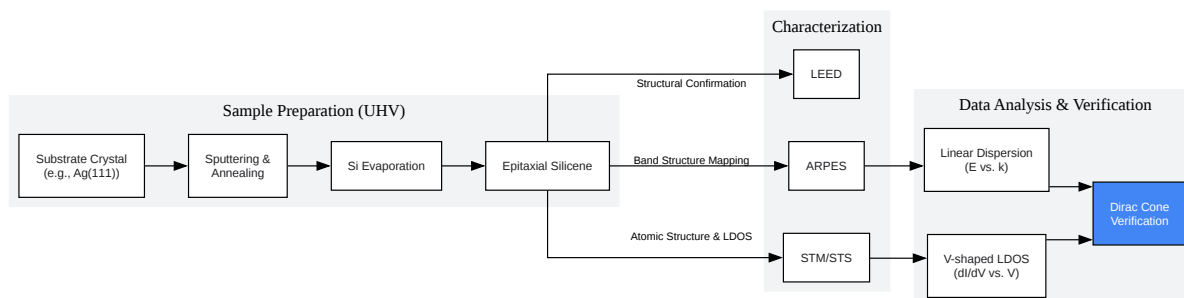 Characterization
LEED
Structural Confirmation
Sample Preparation (UHV)
Data Analysis & Verification
Substrate Crystal
(e.g., Ag(111))
Sputtering &
Annealing
Si Evaporation
Epitaxial Silicene
Band Structure Mapping
ARPES
Linear Dispersion
(E vs. k)
Dirac Cone
Verification
Atomic Structure & LDOS
STM/STS
V-shaped LDOS
(dI/dV vs. V)